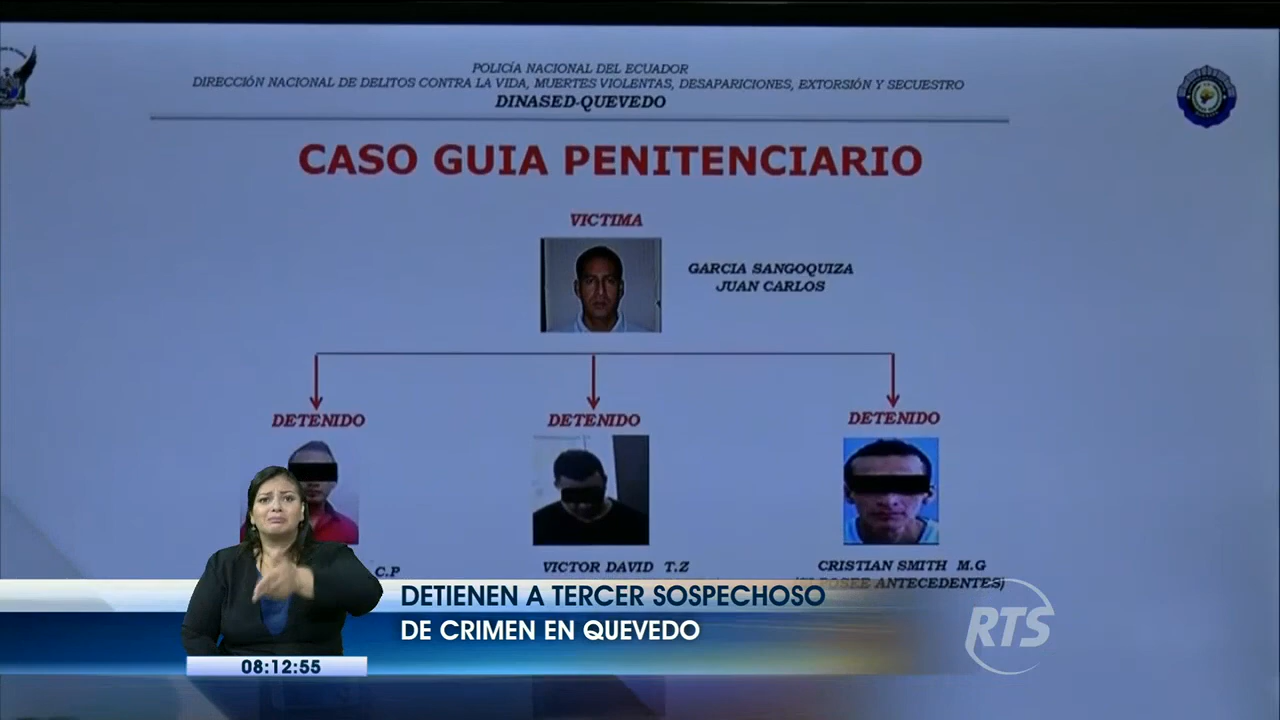 POLICÍA NACIONAL DEL ECUADOR
DIRECCIÓN NACIONAL DE DELITOS CONTRA LA VIDA, MUERTES VIOLENTAS, DESAPARICIONES, EXTORSIÓN Y SECUESTRO
DINASED-QUEVEDO
CASO GUIA PENITENCIARIO
VICTIMA
GARCIA SANGOQUIZA
JUAN CARLOS
DETENIDO DETENIDO DETENIDO
C.P VICTOR DAVID T.Z CRISTIAN SMITH M.G
POSEE ANTECEDENTES)
DETIENEN A TERCER SOSPECHOSO
DE CRIMEN EN QUEVEDO
RTS
08:12:55